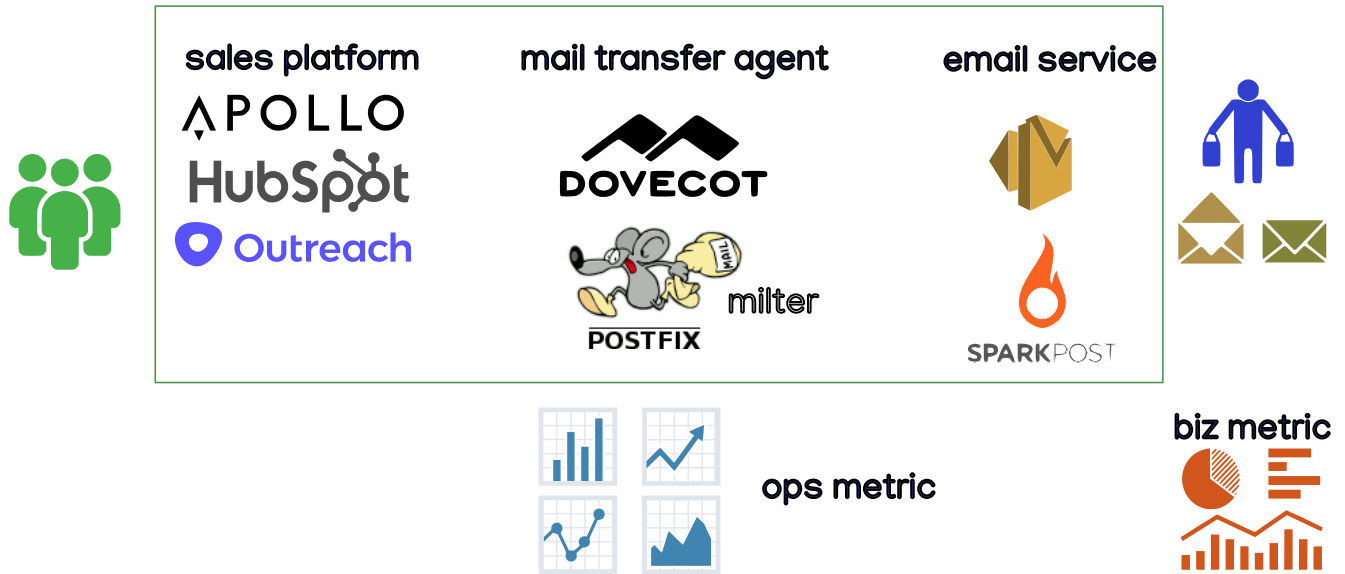 sales platform
APOLLO
HubSpot
Outreach
mail transfer agent
DOVECOT
MAIL
milter
POSTFIX
email service
SPARKPOST
ops metric
biz metric